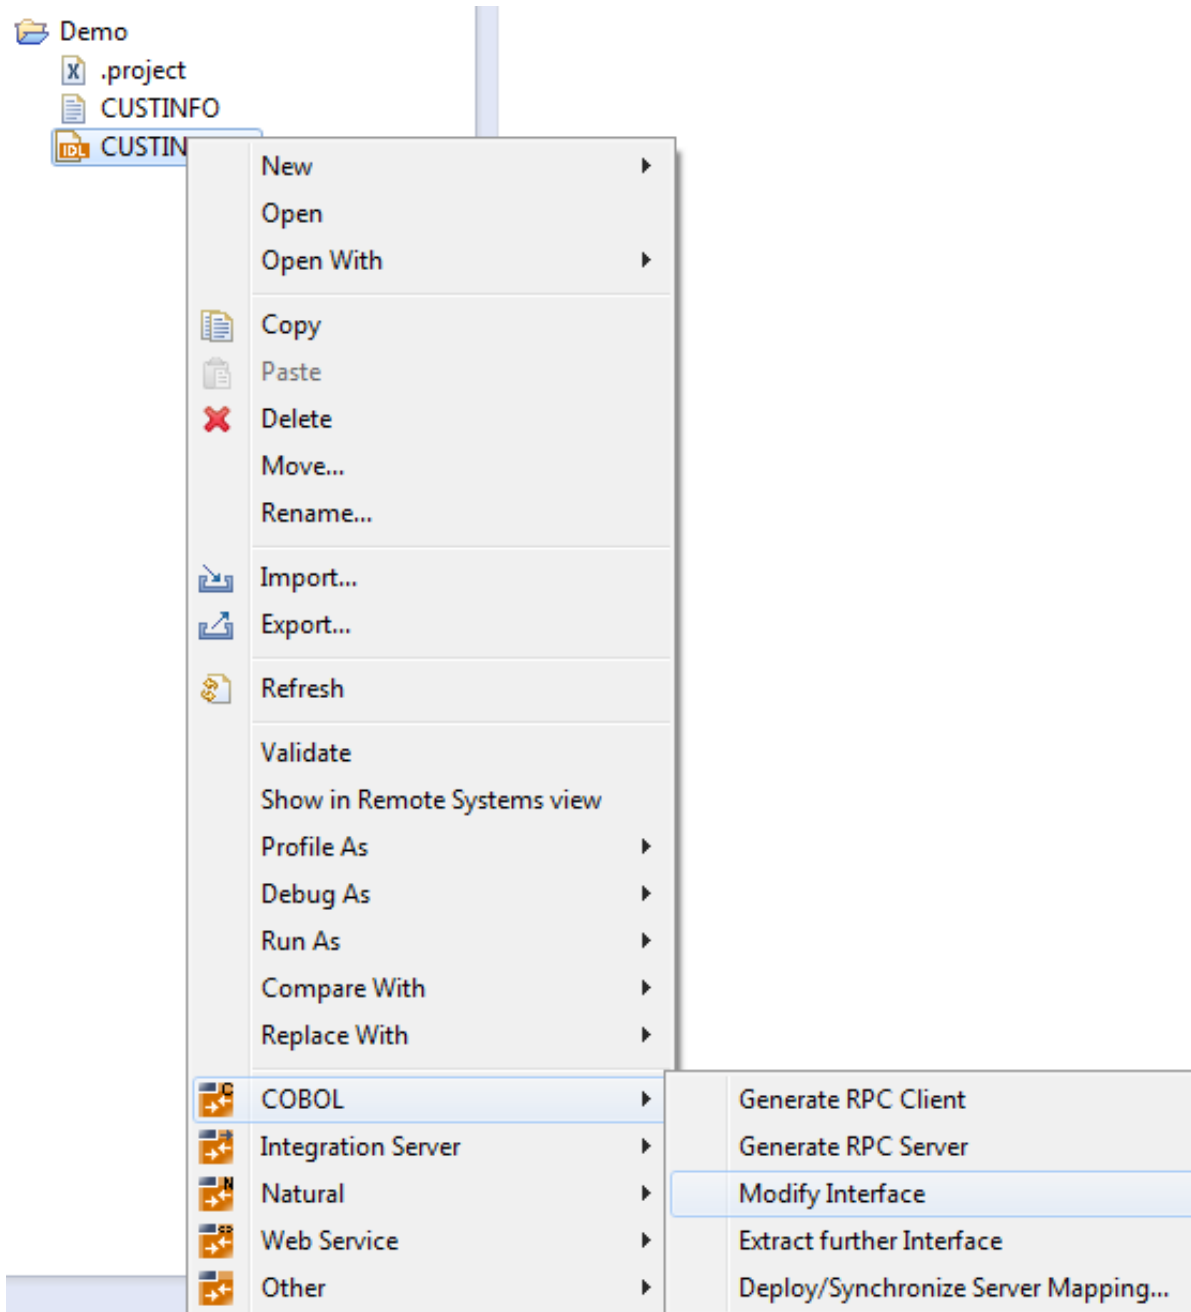 Demo
.project
CUSTINFO
CUSTIN
New
Open
Open With
Copy
Paste
Delete
Move...
Rename...
Import...
Export...
Refresh
Validate
Show in Remote Systems view
Profile As
Debug As
Run As
Compare With
Replace With
COBOL
Generate RPC Client
Integration Server
Generate RPC Server
Natural
Modify Interface
Web Service
Extract further Interface
Other
Deploy/Synchronize Server Mapping...